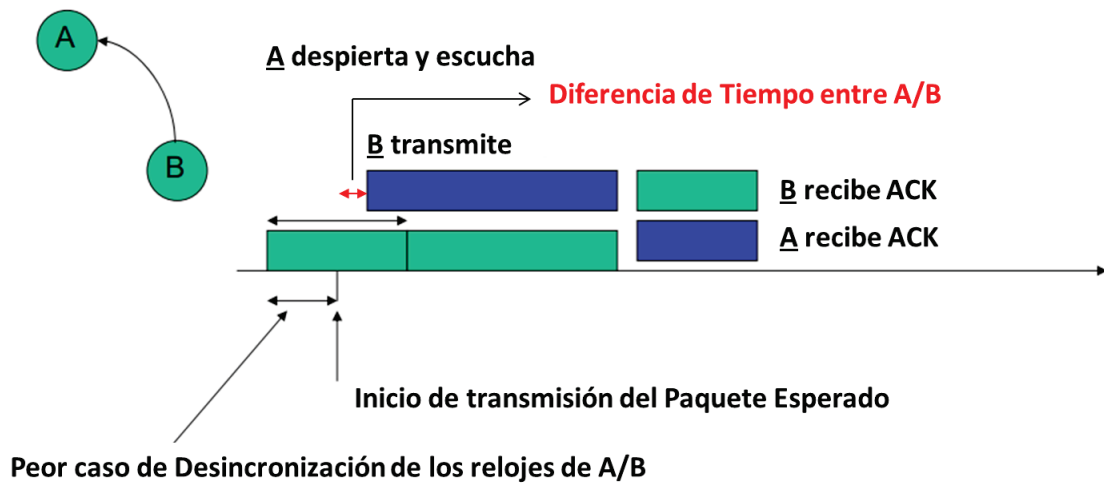 A
A despierta y escucha
Diferencia de Tiempo entre A/B
B transmite
B
B recibe ACK
A recibe ACK
Inicio de transmisión del Paquete Esperado
Peor caso de Desincronización de los relojes de A/B